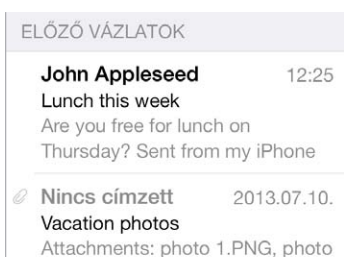 ELŐZŐ VÁZLATOK
John Appleseed 12:25
Lunch this week
Are you free for lunch on
Thursday? Sent from my iPhone
Nincs címzett 2013.07.10.
Vacation photos
Attachments: photo 1.PNG, photo